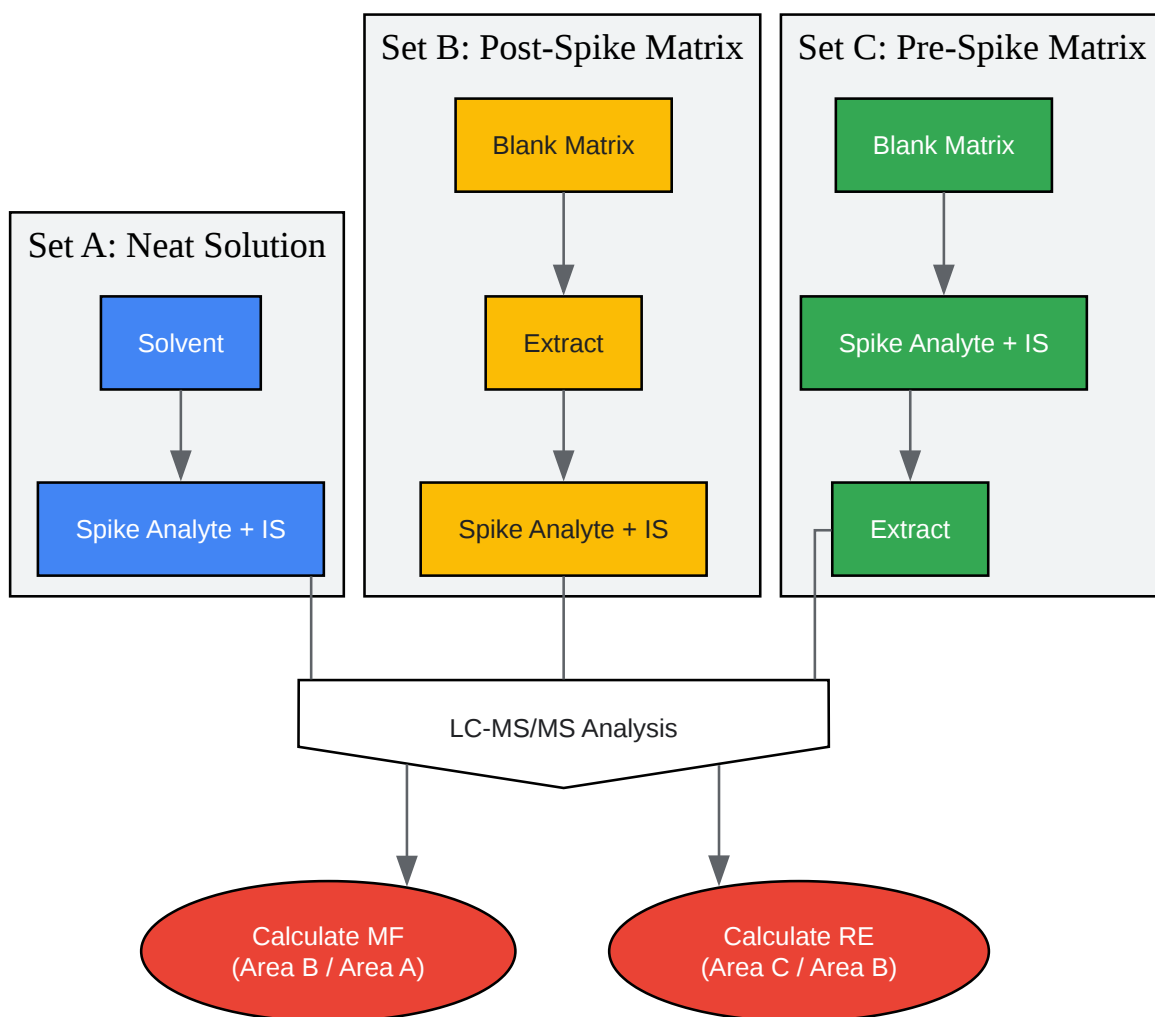 Set A: Neat Solution
Solvent
Spike Analyte + IS
Set B: Post-Spike Matrix
Blank Matrix
Extract
Spike Analyte + IS
Set C: Pre-Spike Matrix
Blank Matrix
Spike Analyte + IS
Extract
LC-MS/MS Analysis
Calculate MF
(Area B / Area A)
Calculate RE
(Area C / Area B)